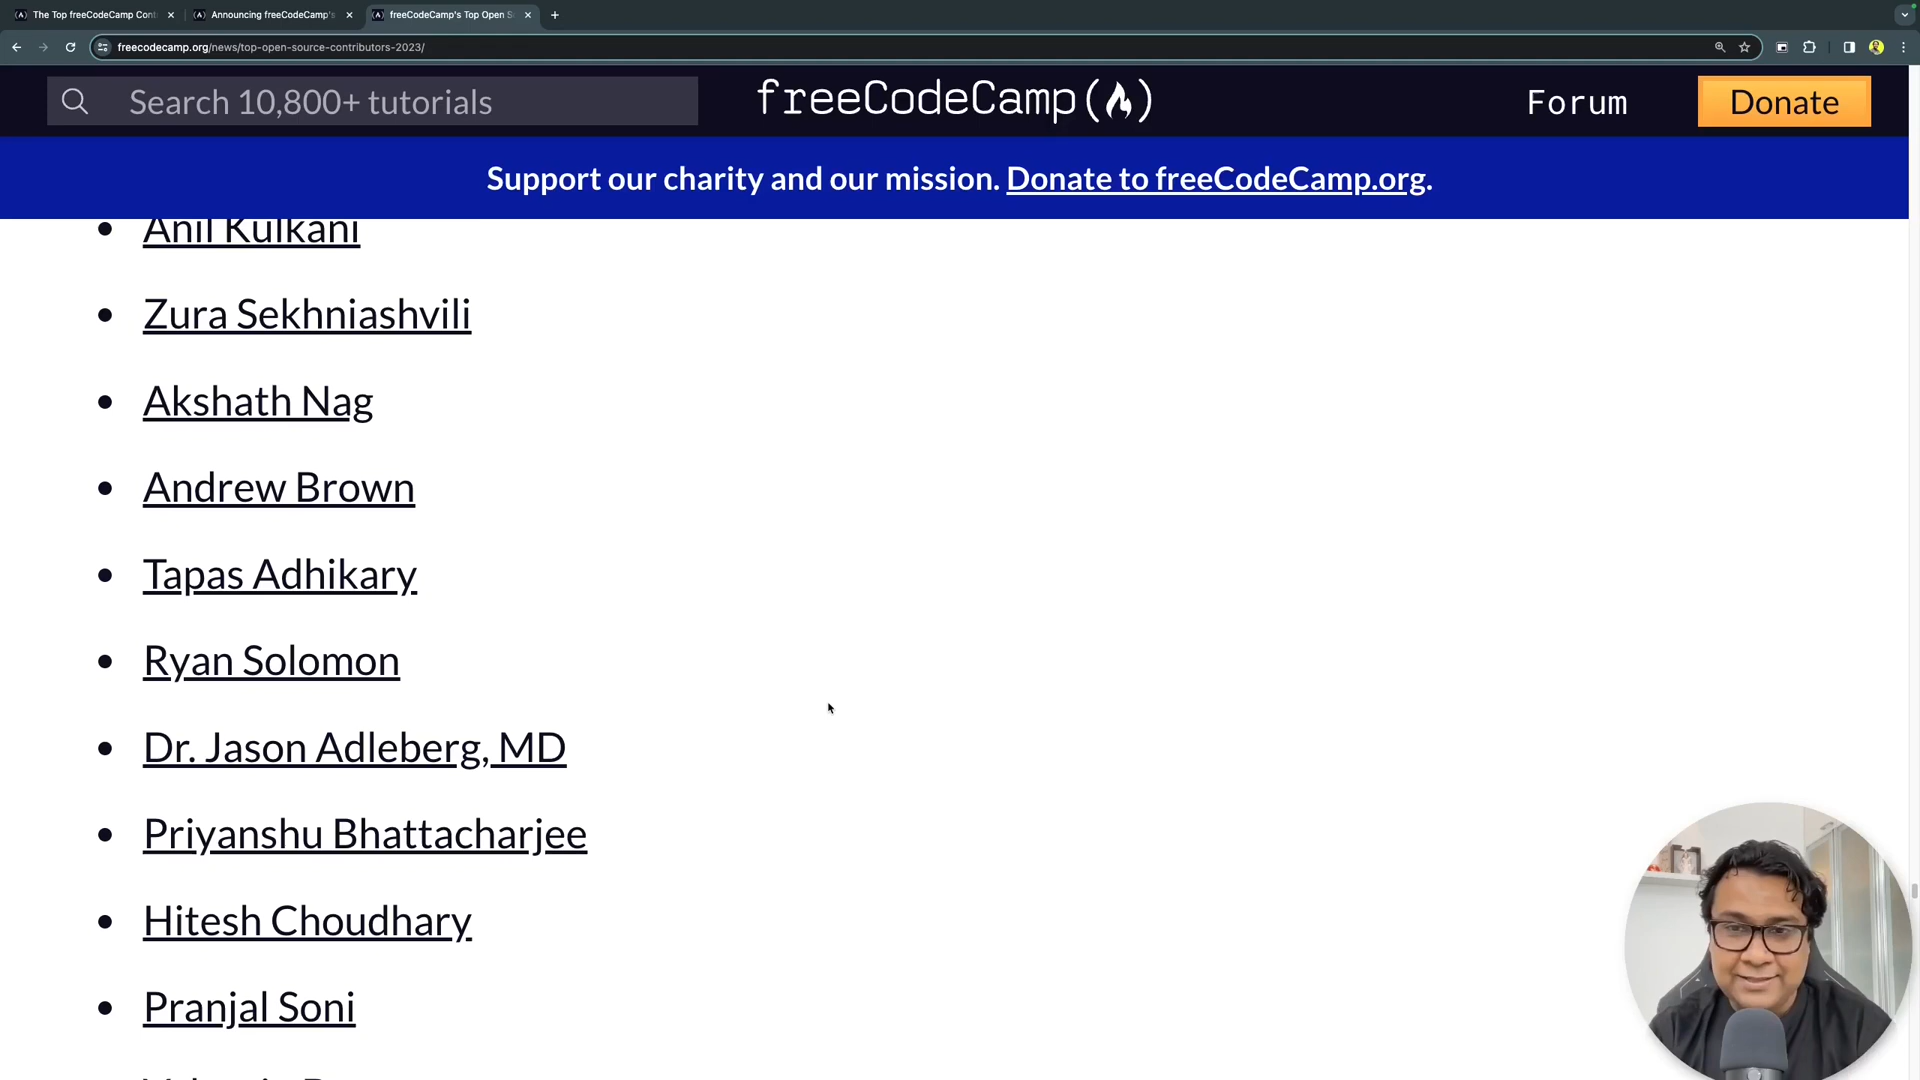 The Top freeCodeCamp Cont
Announcing freeCodeCamp's
freeCodeCamp's Top Open S
freecodecamp.org/news/top-open-source-contributors-2023/
Search 10,800+ tutorials
freeCodeCamp
Forum
Donate
Support our charity and our mission. Donate to freeCodeCamp.org.
Anil Kulkani
Zura Sekhniashvili
Akshath Nag
Andrew Brown
Tapas Adhikary
Ryan Solomon
Dr. Jason Adleberg, MD
Priyanshu Bhattacharjee
Hitesh Choudhary
Pranjal Soni